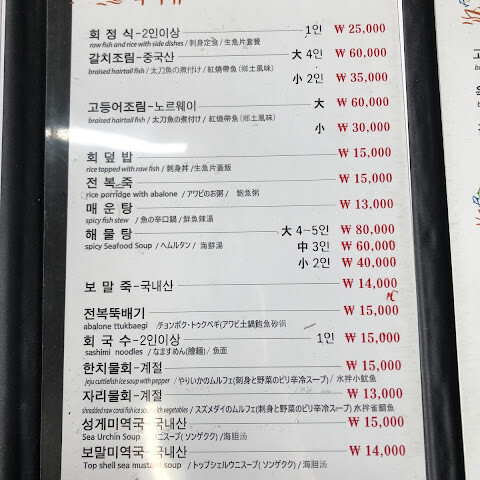 회 정 식-2인이상 1인 ₩ 25,000
raw fish and rice with side dishes / 刺身定食 / 生魚片套餐
갈치조림-중국산 大 4인 ₩ 60,000
braised hairtail fish / 太刀魚の煮付け / 紅燒帶魚 (鄕土風味)
小 2인 ₩ 35,000
고등어조림-노르웨이 大 ₩ 60,000
braised hairtail fish / 太刀魚の煮付け / 紅燒帶魚 (鄕土風味)
小 ₩ 30,000
회 덮 밥 ₩ 15,000
rice topped with raw fish / 刺身丼 / 生魚片蓋飯
전 복 죽 ₩ 15,000
rice porridge with abalone / アワビのお粥 / 鮑魚粥
매 운 탕 ₩ 13,000
spicy fish stew / 魚の辛口鍋 / 鮮魚辣湯
해 물 탕 大 4-5인 ₩ 80,000
spicy Seafood Soup / ヘムルタン / 海鮮湯 中 3인 ₩ 60,000
小 2인 ₩ 40,000
보 말 죽-국내산 ₩ 14,000
전복뚝배기 ₩ 15,000
abalone ttukbaegi /チョンボク·トゥクペギ(アワビ土鍋)鮑魚砂鍋
회 국 수-2인이상 1인 ₩ 15,000
sashimi noodles / なますめん(膾麺) / 魚面
한치물회-계절 ₩ 15,000
jeju cuttlefish ice soup with pepper / やりいかのムルフェ(刺身と野菜のピリ辛冷スープ) / 水拌小魷魚
자리물회-계절 ₩ 13,000
shredded raw coral fish ice soup with vegetables / スズメダイのムルフェ(刺身と野菜のピリ辛冷スープ) / 水拌雀鯛魚
성게미역국-국내산 ₩ 15,000
Sea Urchin Soup ウニスープ( ソンゲクク) / 海胆汤
보말미역국-국내산 ₩ 14,000
Top shell sea mustard soup / トップシェルウニスープ( ソンゲクク) / 海胆汤